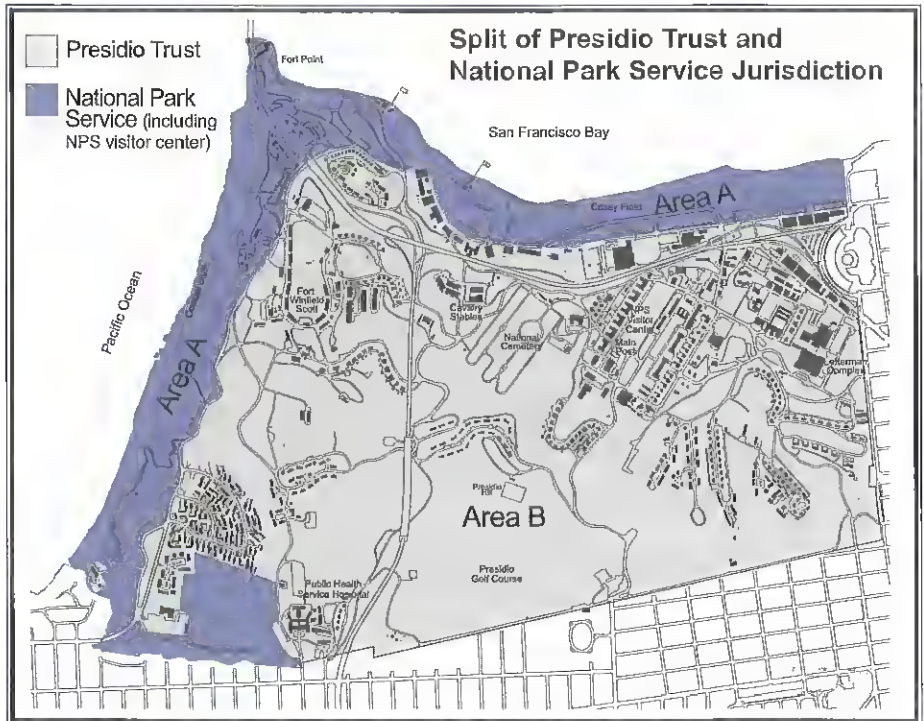 Split of Presidio Trust and
National Park Service Jurisdiction
Presidio Trust
National Park
Service (including
NPS visitor center)
Fort Point
San Francisco Bay
Crissy Field
Area A
Pacific Ocean
Area A
Fort
Winfield
Scott
Cavalry
Stables
National
Cemetery
NPS
Visitor
Center
Main
Post
Letterman
Complex
Presidio
Hill
Area B
Presidio
Golf Course
Public Health
Service Hospital